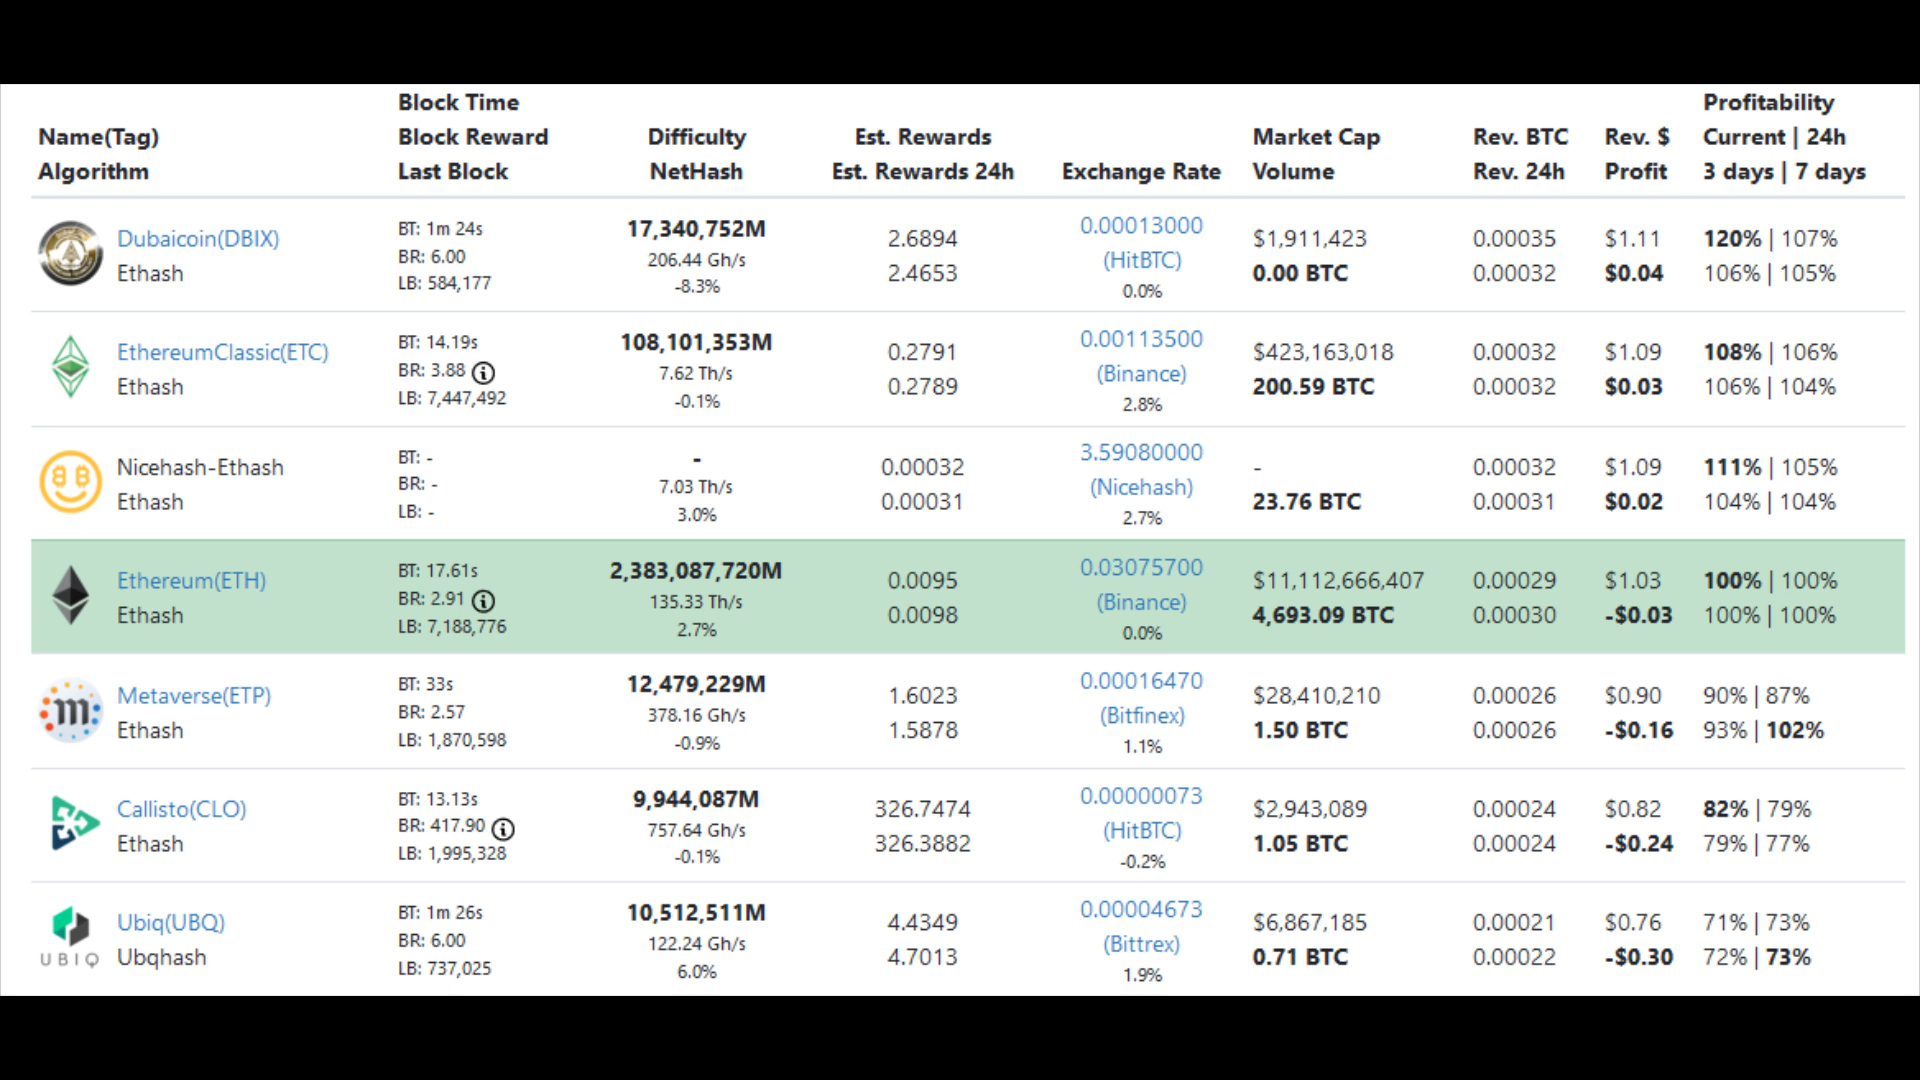 Name(Tag)
Algorithm
Block Time
Block Reward
Last Block
Difficulty
NetHash
Est. Rewards
Est. Rewards 24h
Exchange Rate
Market Cap
Volume
Rev. BTC
Rev. 24h
Rev. $
Profit
Profitability
Current | 24h
3 days | 7 days
Dubaicoin(DBIX)
Ethash
BT: 1m 24s
BR: 6.00
LB: 584,177
17,340,752M
206.44 Gh/s
-8.3%
2.6894
2.4653
0.00013000
(HitBTC)
0.0%
$1,911,423
0.00 BTC
0.00035
0.00032
$1.11
$0.04
120% | 107%
106% | 105%
EthereumClassic(ETC)
Ethash
BT: 14.19s
BR: 3.88
LB: 7,447,492
108,101,353M
7.62 Th/s
-0.1%
0.2791
0.2789
0.00113500
(Binance)
2.8%
$423,163,018
200.59 BTC
0.00032
0.00032
$1.09
$0.03
108% | 106%
106% | 104%
Nicehash-Ethash
Ethash
BT: -
BR: -
LB: -
-
7.03 Th/s
3.0%
0.00032
0.00031
3.59080000
(Nicehash)
2.7%
-
23.76 BTC
0.00032
0.00031
$1.09
$0.02
111% | 105%
104% | 104%
Ethereum(ETH)
Ethash
BT: 17.61s
BR: 2.91
LB: 7,188,776
2,383,087,720M
135.33 Th/s
2.7%
0.0095
0.0098
0.03075700
(Binance)
0.0%
$11,112,666,407
4,693.09 BTC
0.00029
0.00030
$1.03
-$0.03
100% | 100%
100% | 100%
Metaverse(ETP)
Ethash
BT: 33s
BR: 2.57
LB: 1,870,598
12,479,229M
378.16 Gh/s
-0.9%
1.6023
1.5878
0.00016470
(Bitfinex)
1.1%
$28,410,210
1.50 BTC
0.00026
0.00026
$0.90
-$0.16
90% | 87%
93% | 102%
Callisto(CLO)
Ethash
BT: 13.13s
BR: 417.90
LB: 1,995,328
9,944,087M
757.64 Gh/s
-0.1%
326.7474
326.3882
0.00000073
(HitBTC)
-0.2%
$2,943,089
1.05 BTC
0.00024
0.00024
$0.82
-$0.24
82% | 79%
79% | 77%
UBIQ
Ubiq(UBQ)
Ubqhash
BT: 1m 26s
BR: 6.00
LB: 737,025
10,512,511M
122.24 Gh/s
6.0%
4.4349
4.7013
0.00004673
(Bittrex)
1.9%
$6,867,185
0.71 BTC
0.00021
0.00022
$0.76
-$0.30
71% | 73%
72% | 73%